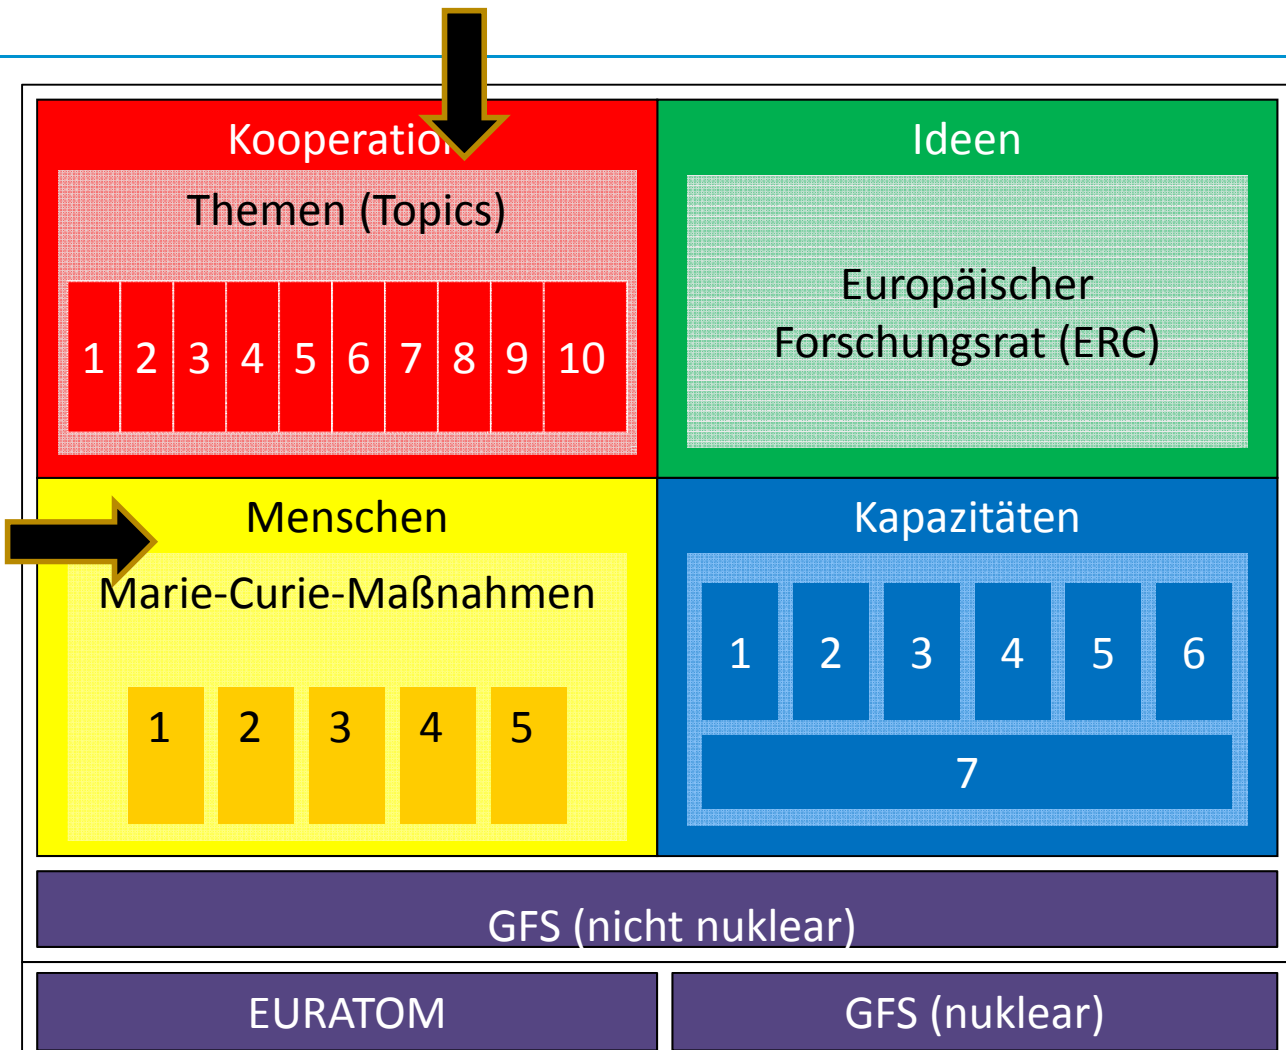 Kooperation
Themen (Topics)
1 2 3 4 5 6 7 8 9 10
Ideen
Europäischer
Forschungsrat (ERC)
Menschen
Marie-Curie-Maßnahmen
1 2 3 4 5
Kapazitäten
1 2 3 4 5 6
7
GFS (nicht nuklear)
EURATOM
GFS (nuklear)